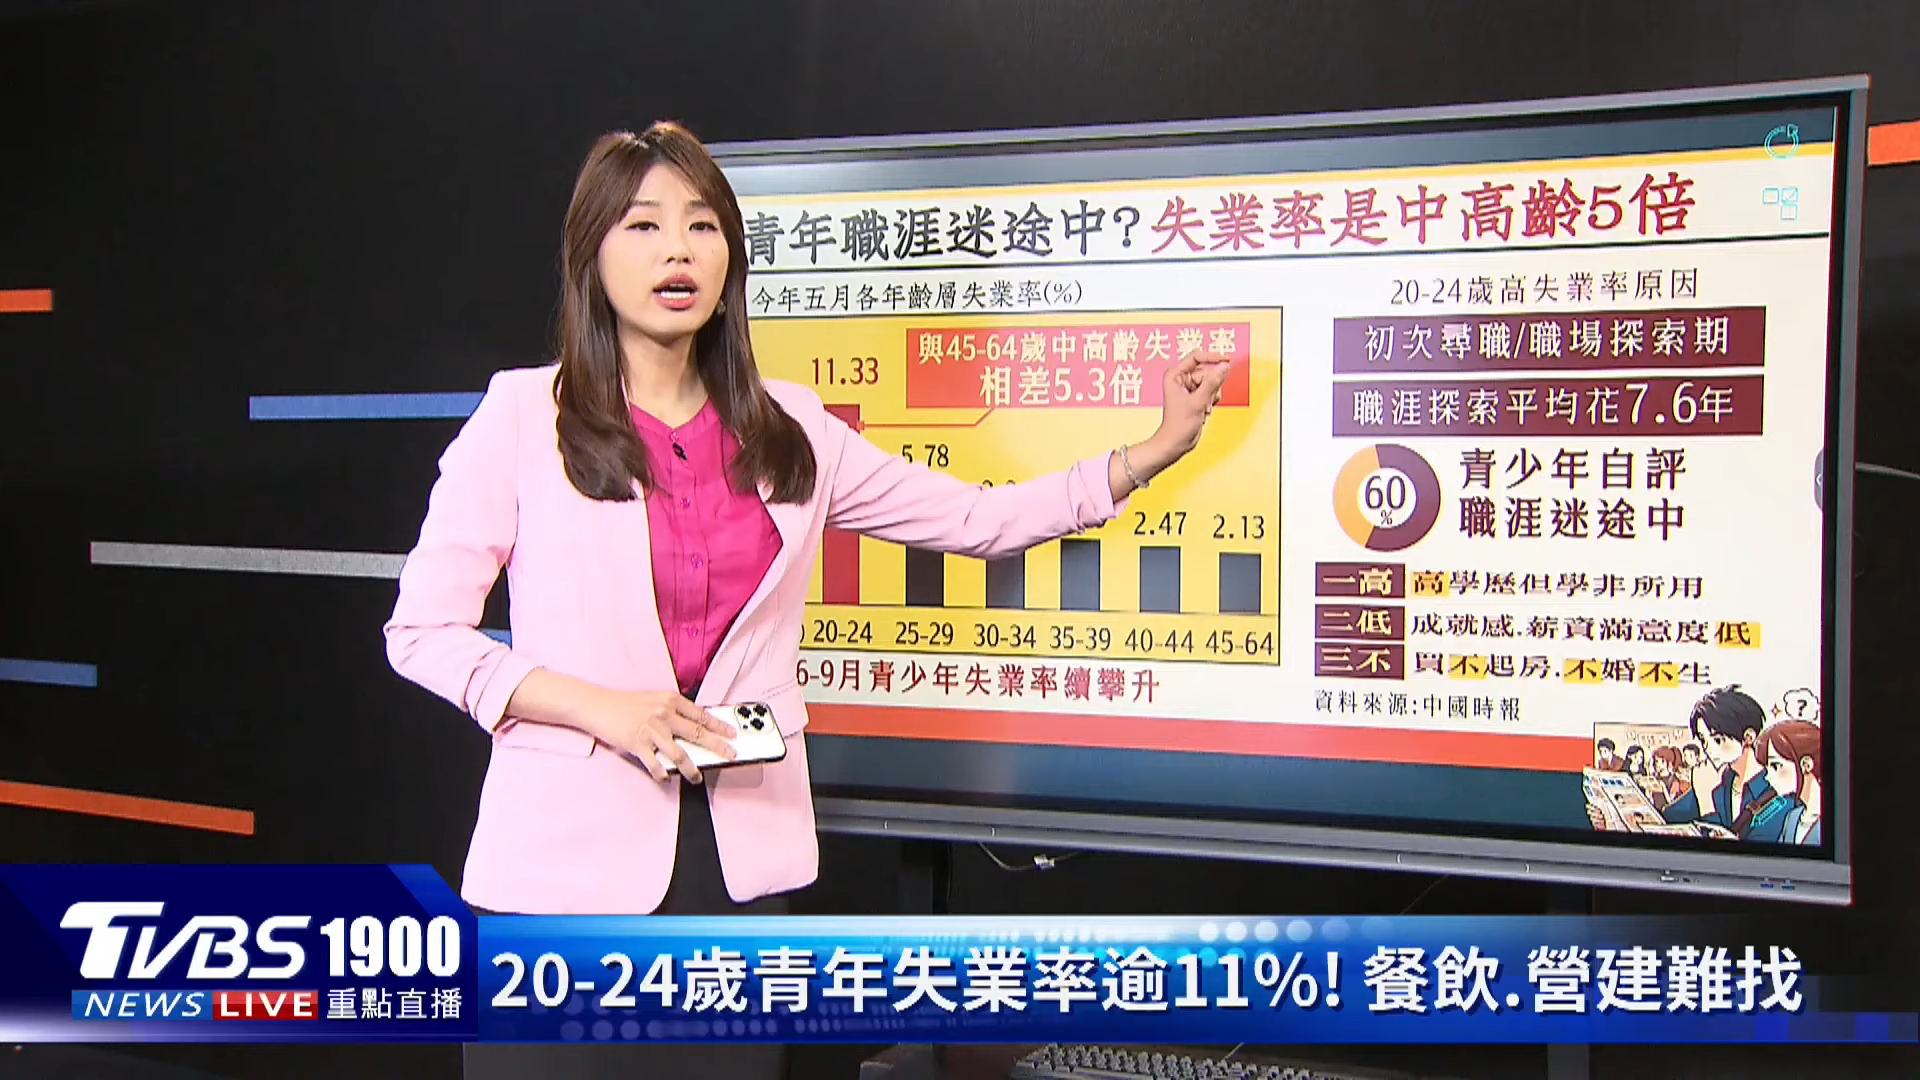 青年職涯迷途中?失業率是中高齡5倍
今年五月各年齡層失業率(%)
與45-64歲中高齡失業率
相差5.3倍
11.33
5.78
2.47
2.13
20-24 25-29 30-34 35-39 40-44 45-64
6-9月青少年失業率續攀升
20-24歲高失業率原因
初次尋職/職場探索期
職涯探索平均花7.6年
60
%
青少年自評
職涯迷途中
一高 高學歷但學非所用
二低 成就感.薪資滿意度低
三不 買不起房.不婚不生
資料來源:中國時報
?
TVBS 1900
NEWS LIVE 重點直播
20-24歲青年失業率逾11%! 餐飲.營建難找